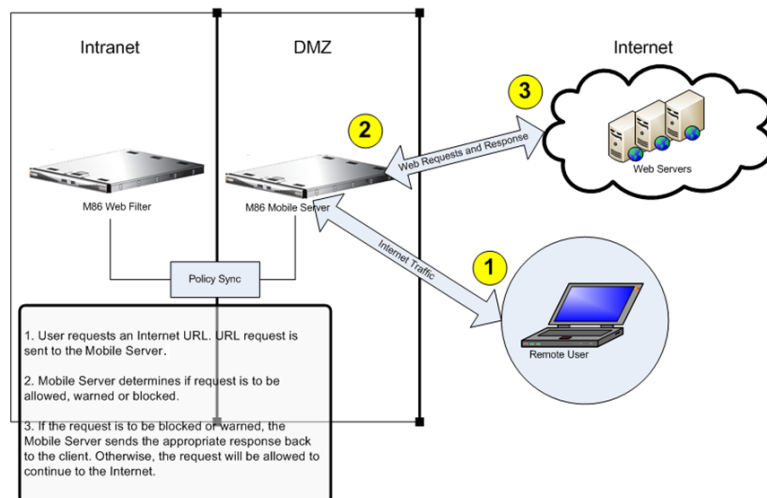 Intranet
DMZ
Internet
3
2
Web Requests and Response
Web Servers
M86 Web Filter
M86 Mobile Server
Internet Traffic
1
Policy Sync
Remote User
1. User requests an Internet URL. URL request is
sent to the Mobile Server.
2. Mobile Server determines if request is to be
allowed, warned or blocked.
3. If the request is to be blocked or warned, the
Mobile Server sends the appropriate response back
to the client. Otherwise, the request will be allowed to
continue to the Internet.